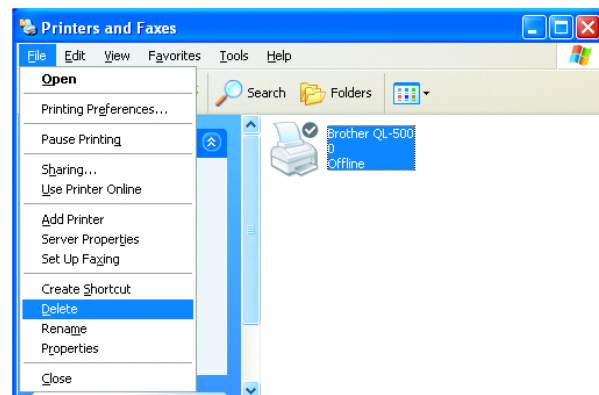 Printers and Faxes
File Edit View Favorites Tools Help
Search Folders
Open
Printing Preferences...
Pause Printing
Sharing...
Use Printer Online
Add Printer
Server Properties
Set Up Faxing
Create Shortcut
Delete
Rename
Properties
Close
Brother QL-500
0
Offline